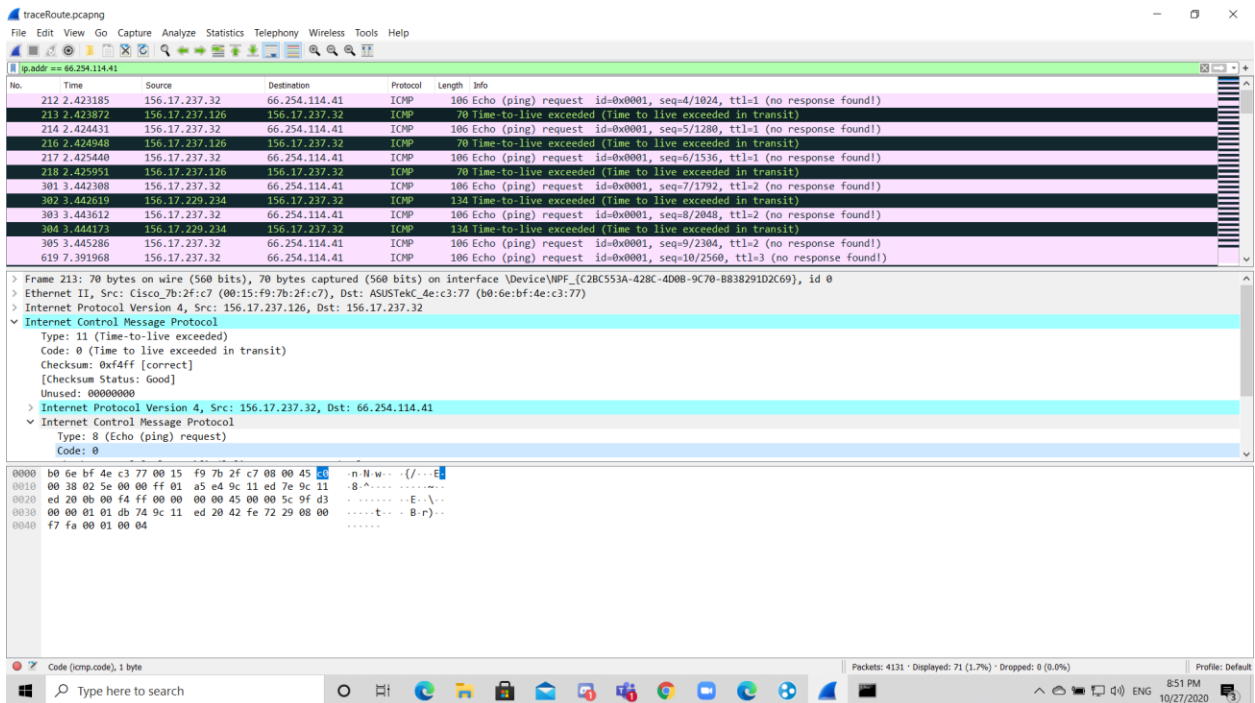 traceRoute.pcapng
File Edit View Go Capture Analyze Statistics Telephony Wireless Tools Help
ip.addr == 66.254.114.41
No. Time Source Destination Protocol Length Info
212 2.423185 156.17.237.32 66.254.114.41 ICMP 106 Echo (ping) request id=0x0001, seq=4/1024, ttl=1 (no response found!)
213 2.423872 156.17.237.126 156.17.237.32 ICMP 70 Time-to-live exceeded (Time to live exceeded in transit)
214 2.424431 156.17.237.32 66.254.114.41 ICMP 106 Echo (ping) request id=0x0001, seq=5/1280, ttl=1 (no response found!)
216 2.424948 156.17.237.126 156.17.237.32 ICMP 70 Time-to-live exceeded (Time to live exceeded in transit)
217 2.425440 156.17.237.32 66.254.114.41 ICMP 106 Echo (ping) request id=0x0001, seq=6/1536, ttl=1 (no response found!)
218 2.425951 156.17.237.126 156.17.237.32 ICMP 70 Time-to-live exceeded (Time to live exceeded in transit)
301 3.442308 156.17.237.32 66.254.114.41 ICMP 106 Echo (ping) request id=0x0001, seq=7/1792, ttl=2 (no response found!)
302 3.442619 156.17.229.234 156.17.237.32 ICMP 134 Time-to-live exceeded (Time to live exceeded in transit)
303 3.443612 156.17.237.32 66.254.114.41 ICMP 106 Echo (ping) request id=0x0001, seq=8/2048, ttl=2 (no response found!)
304 3.444173 156.17.229.234 156.17.237.32 ICMP 134 Time-to-live exceeded (Time to live exceeded in transit)
305 3.445286 156.17.237.32 66.254.114.41 ICMP 106 Echo (ping) request id=0x0001, seq=9/2304, ttl=2 (no response found!)
619 7.391968 156.17.237.32 66.254.114.41 ICMP 106 Echo (ping) request id=0x0001, seq=10/2560, ttl=3 (no response found!)
Frame 213: 70 bytes on wire (560 bits), 70 bytes captured (560 bits) on interface \Device\NPF_{C2BC553A-428C-4D0B-9C70-B838291D2C69}, id 0
Ethernet II, Src: Cisco_7b:2f:c7 (00:15:f9:7b:2f:c7), Dst: ASUSTekC_4e:c3:77 (b0:6e:bf:4e:c3:77)
Internet Protocol Version 4, Src: 156.17.237.126, Dst: 156.17.237.32
Internet Control Message Protocol
Type: 11 (Time-to-live exceeded)
Code: 0 (Time to live exceeded in transit)
Checksum: 0xf4ff [correct]
[Checksum Status: Good]
Unused: 00000000
Internet Protocol Version 4, Src: 156.17.237.32, Dst: 66.254.114.41
Internet Control Message Protocol
Type: 8 (Echo (ping) request)
Code: 0
0000 b0 6e bf 4e c3 77 00 15 f9 7b 2f c7 08 00 45 c0 ·n·N·w·· ·{/···E·
0010 00 38 02 5e 00 00 ff 01 a5 e4 9c 11 ed 7e 9c 11 ·8·^···· ·····~··
0020 ed 20 0b 00 f4 ff 00 00 00 00 45 00 00 5c 9f d3 · ······ ··E··\··
0030 00 00 01 01 db 74 9c 11 ed 20 42 fe 72 29 08 00 ·····t·· · B·r)··
0040 f7 fa 00 01 00 04 ······
Code (icmp.code), 1 byte
Packets: 4131 · Displayed: 71 (1.7%) · Dropped: 0 (0.0%)
Profile: Default
Type here to search
ENG
8:51 PM
10/27/2020
3